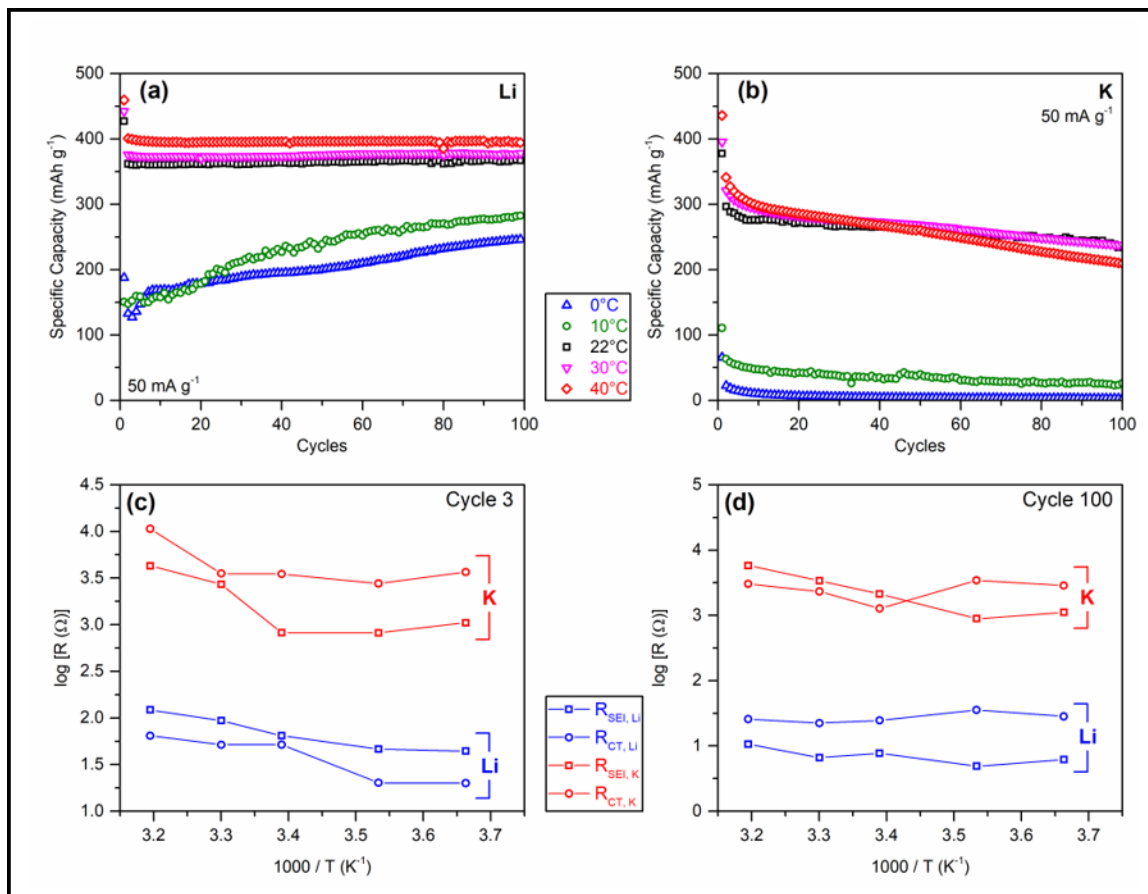 (a)
Li
500
400
300
200
100
0
Specific Capacity (mAh g⁻¹)
50 mA g⁻¹
0 20 40 60 80 100
Cycles
0°C
10°C
22°C
30°C
40°C
(b)
K
50 mA g⁻¹
500
400
300
200
100
0
Specific Capacity (mAh g⁻¹)
0 20 40 60 80 100
Cycles
(c)
Cycle 3
4.5
4.0
3.5
3.0
2.5
2.0
1.5
1.0
log [R (Ω)]
K
Li
3.2 3.3 3.4 3.5 3.6 3.7
1000 / T (K⁻¹)
R SEI, Li
R CT, Li
R SEI, K
R CT, K
(d)
Cycle 100
5
4
3
2
1
0
log [R (Ω)]
K
Li
3.2 3.3 3.4 3.5 3.6 3.7
1000 / T (K⁻¹)